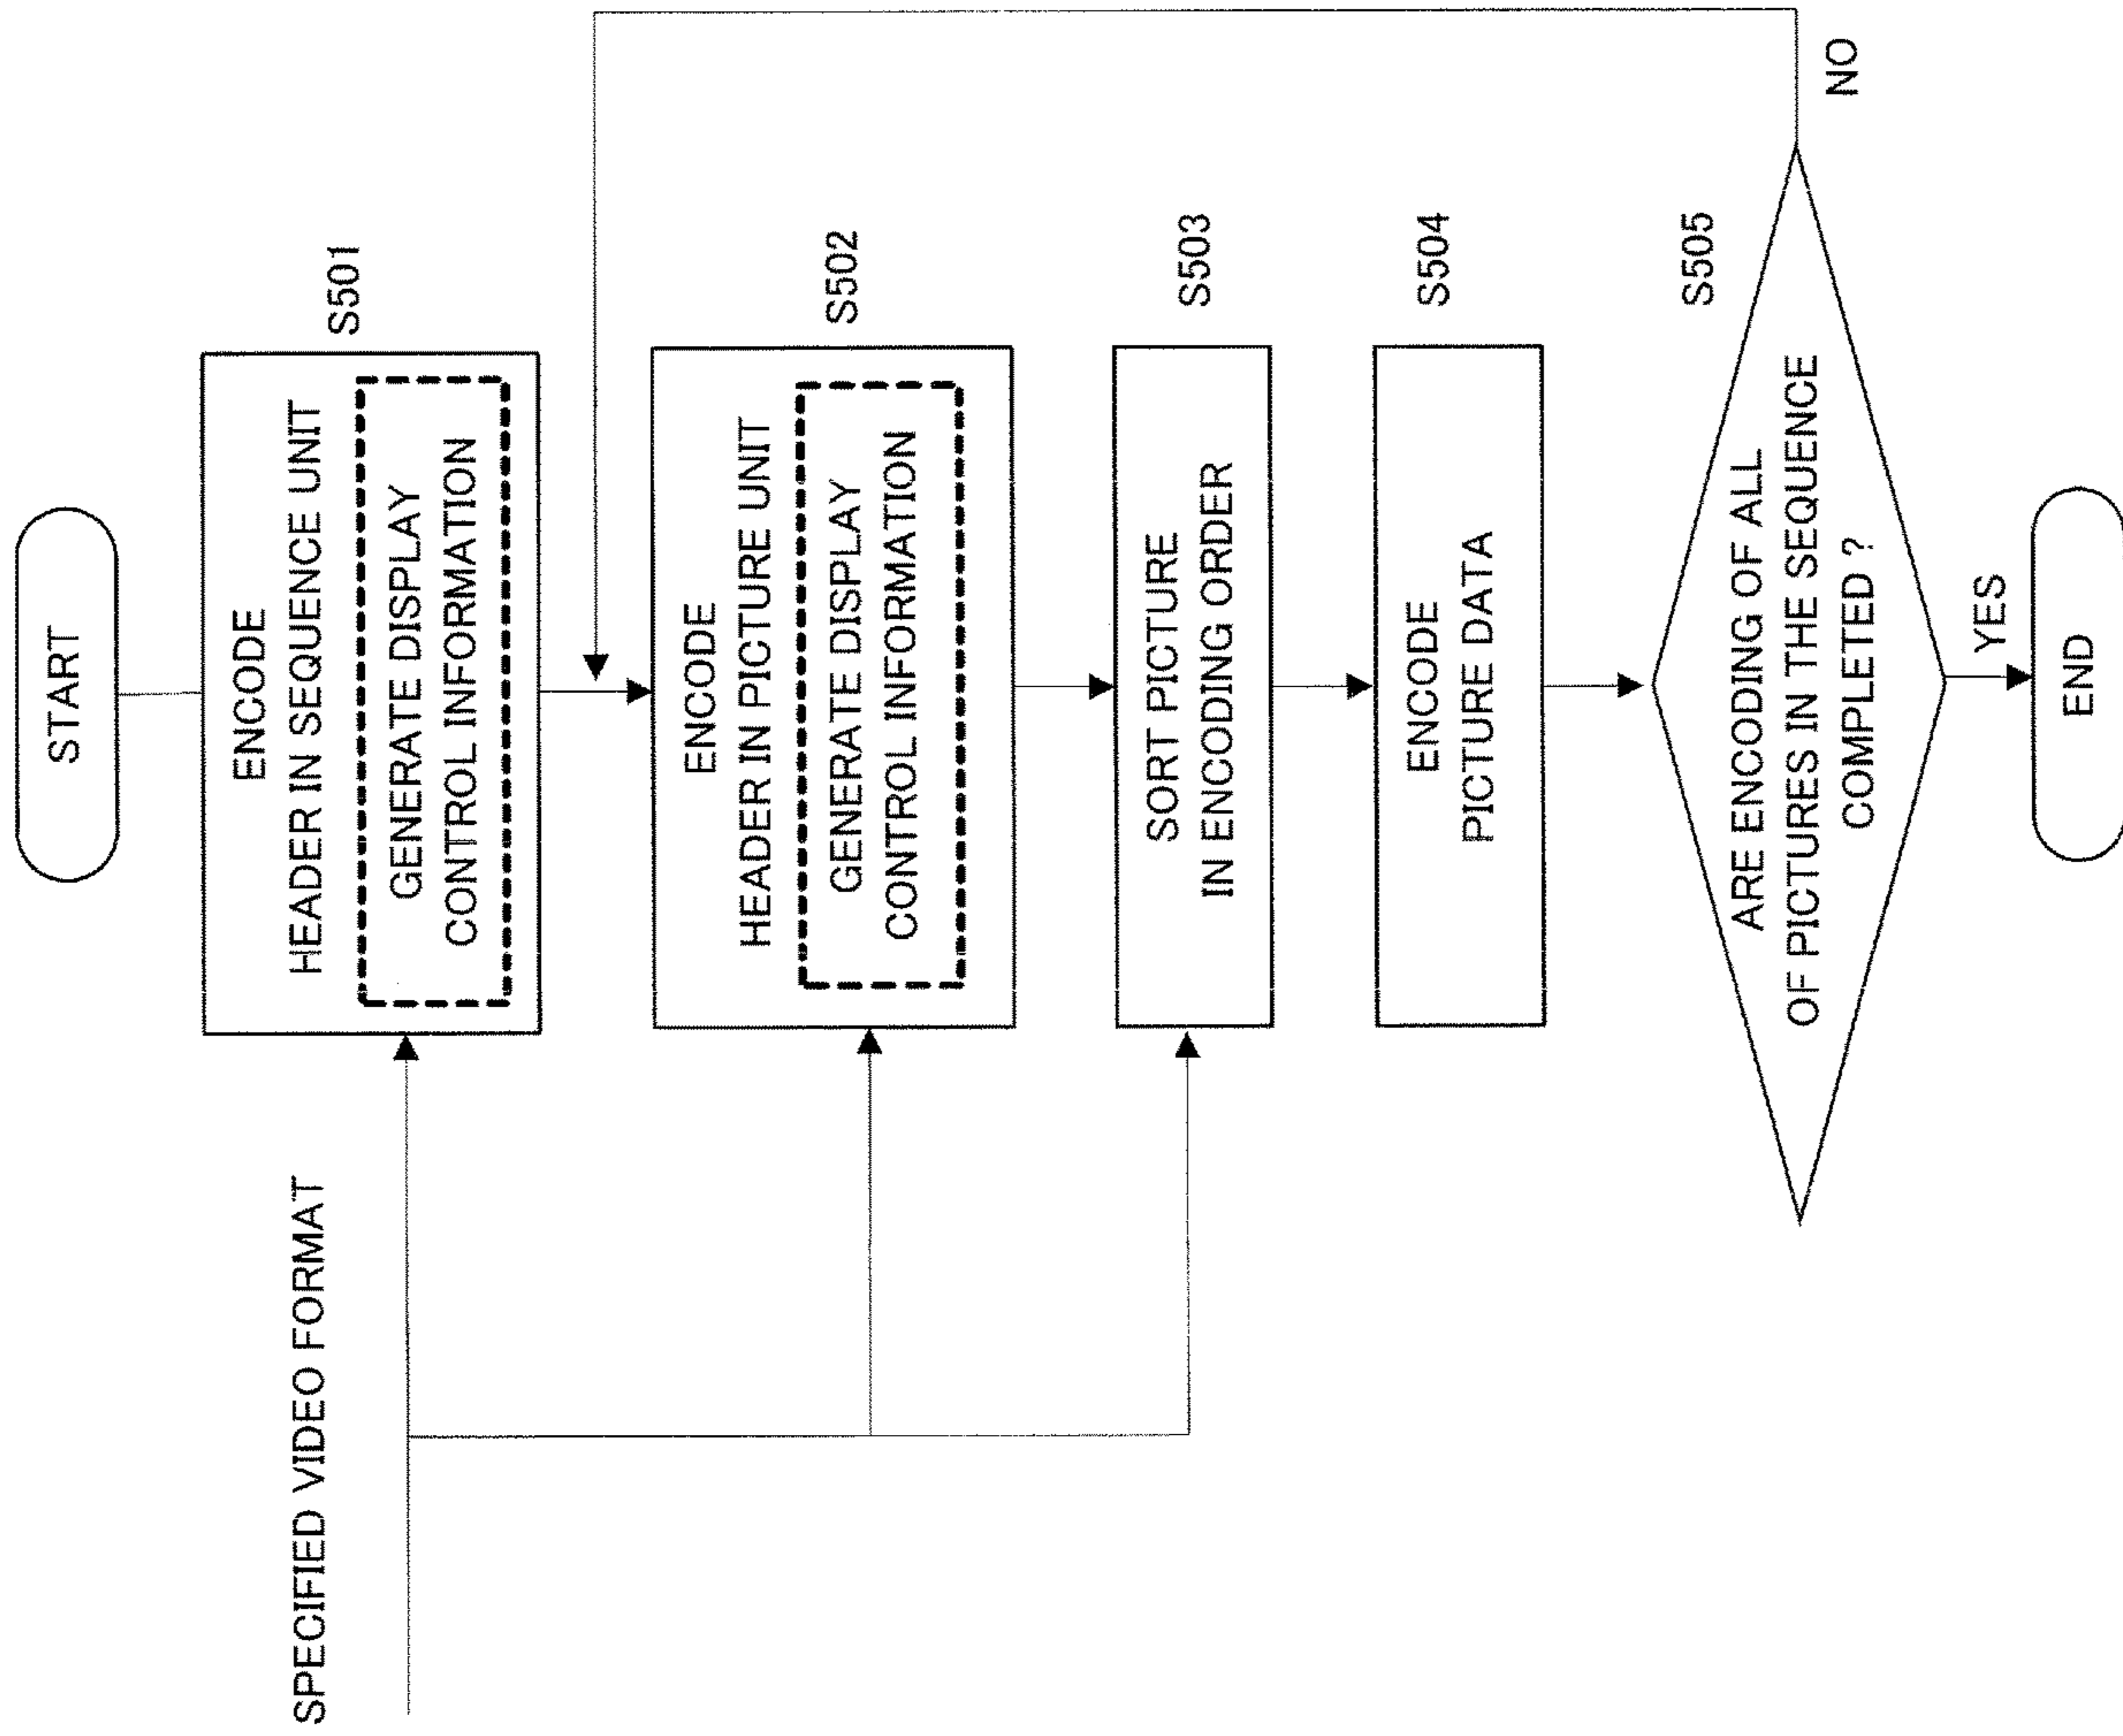 START
SPECIFIED VIDEO FORMAT
ENCODE
HEADER IN SEQUENCE UNIT
S501
GENERATE DISPLAY
CONTROL INFORMATION
ENCODE
HEADER IN PICTURE UNIT
S502
GENERATE DISPLAY
CONTROL INFORMATION
SORT PICTURE
IN ENCODING ORDER
S503
ENCODE
PICTURE DATA
S504
S505
ARE ENCODING OF ALL
OF PICTURES IN THE SEQUENCE
COMPLETED ?
NO
YES
END